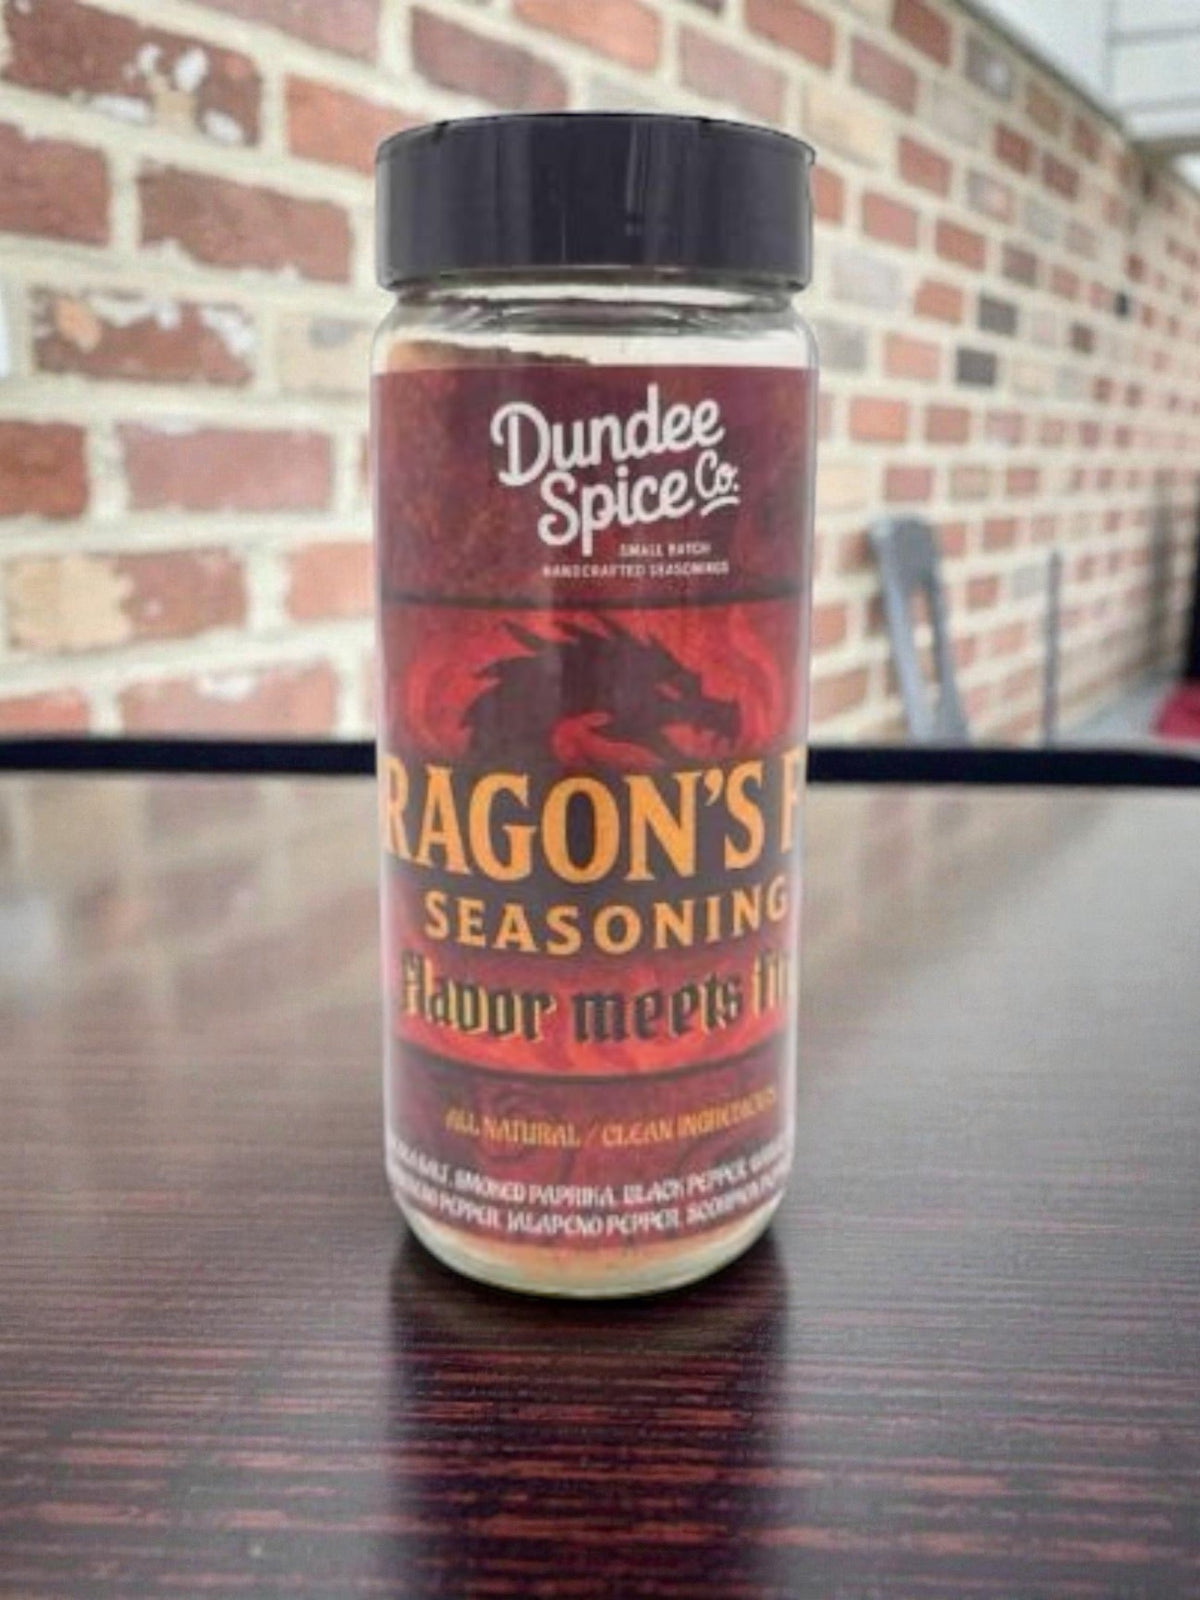 Dundee
Spice Co.
SMALL BATCH
HANDCRAFTED SEASONINGS
RAGON'S F
SEASONING
flavor meets
ALL NATURAL / CLEAN INGREDIENTS
SALT, SMOKED PAPRIKA, BLACK PEPPER,
PEPPER, JALAPENO PEPPER, SCORPION